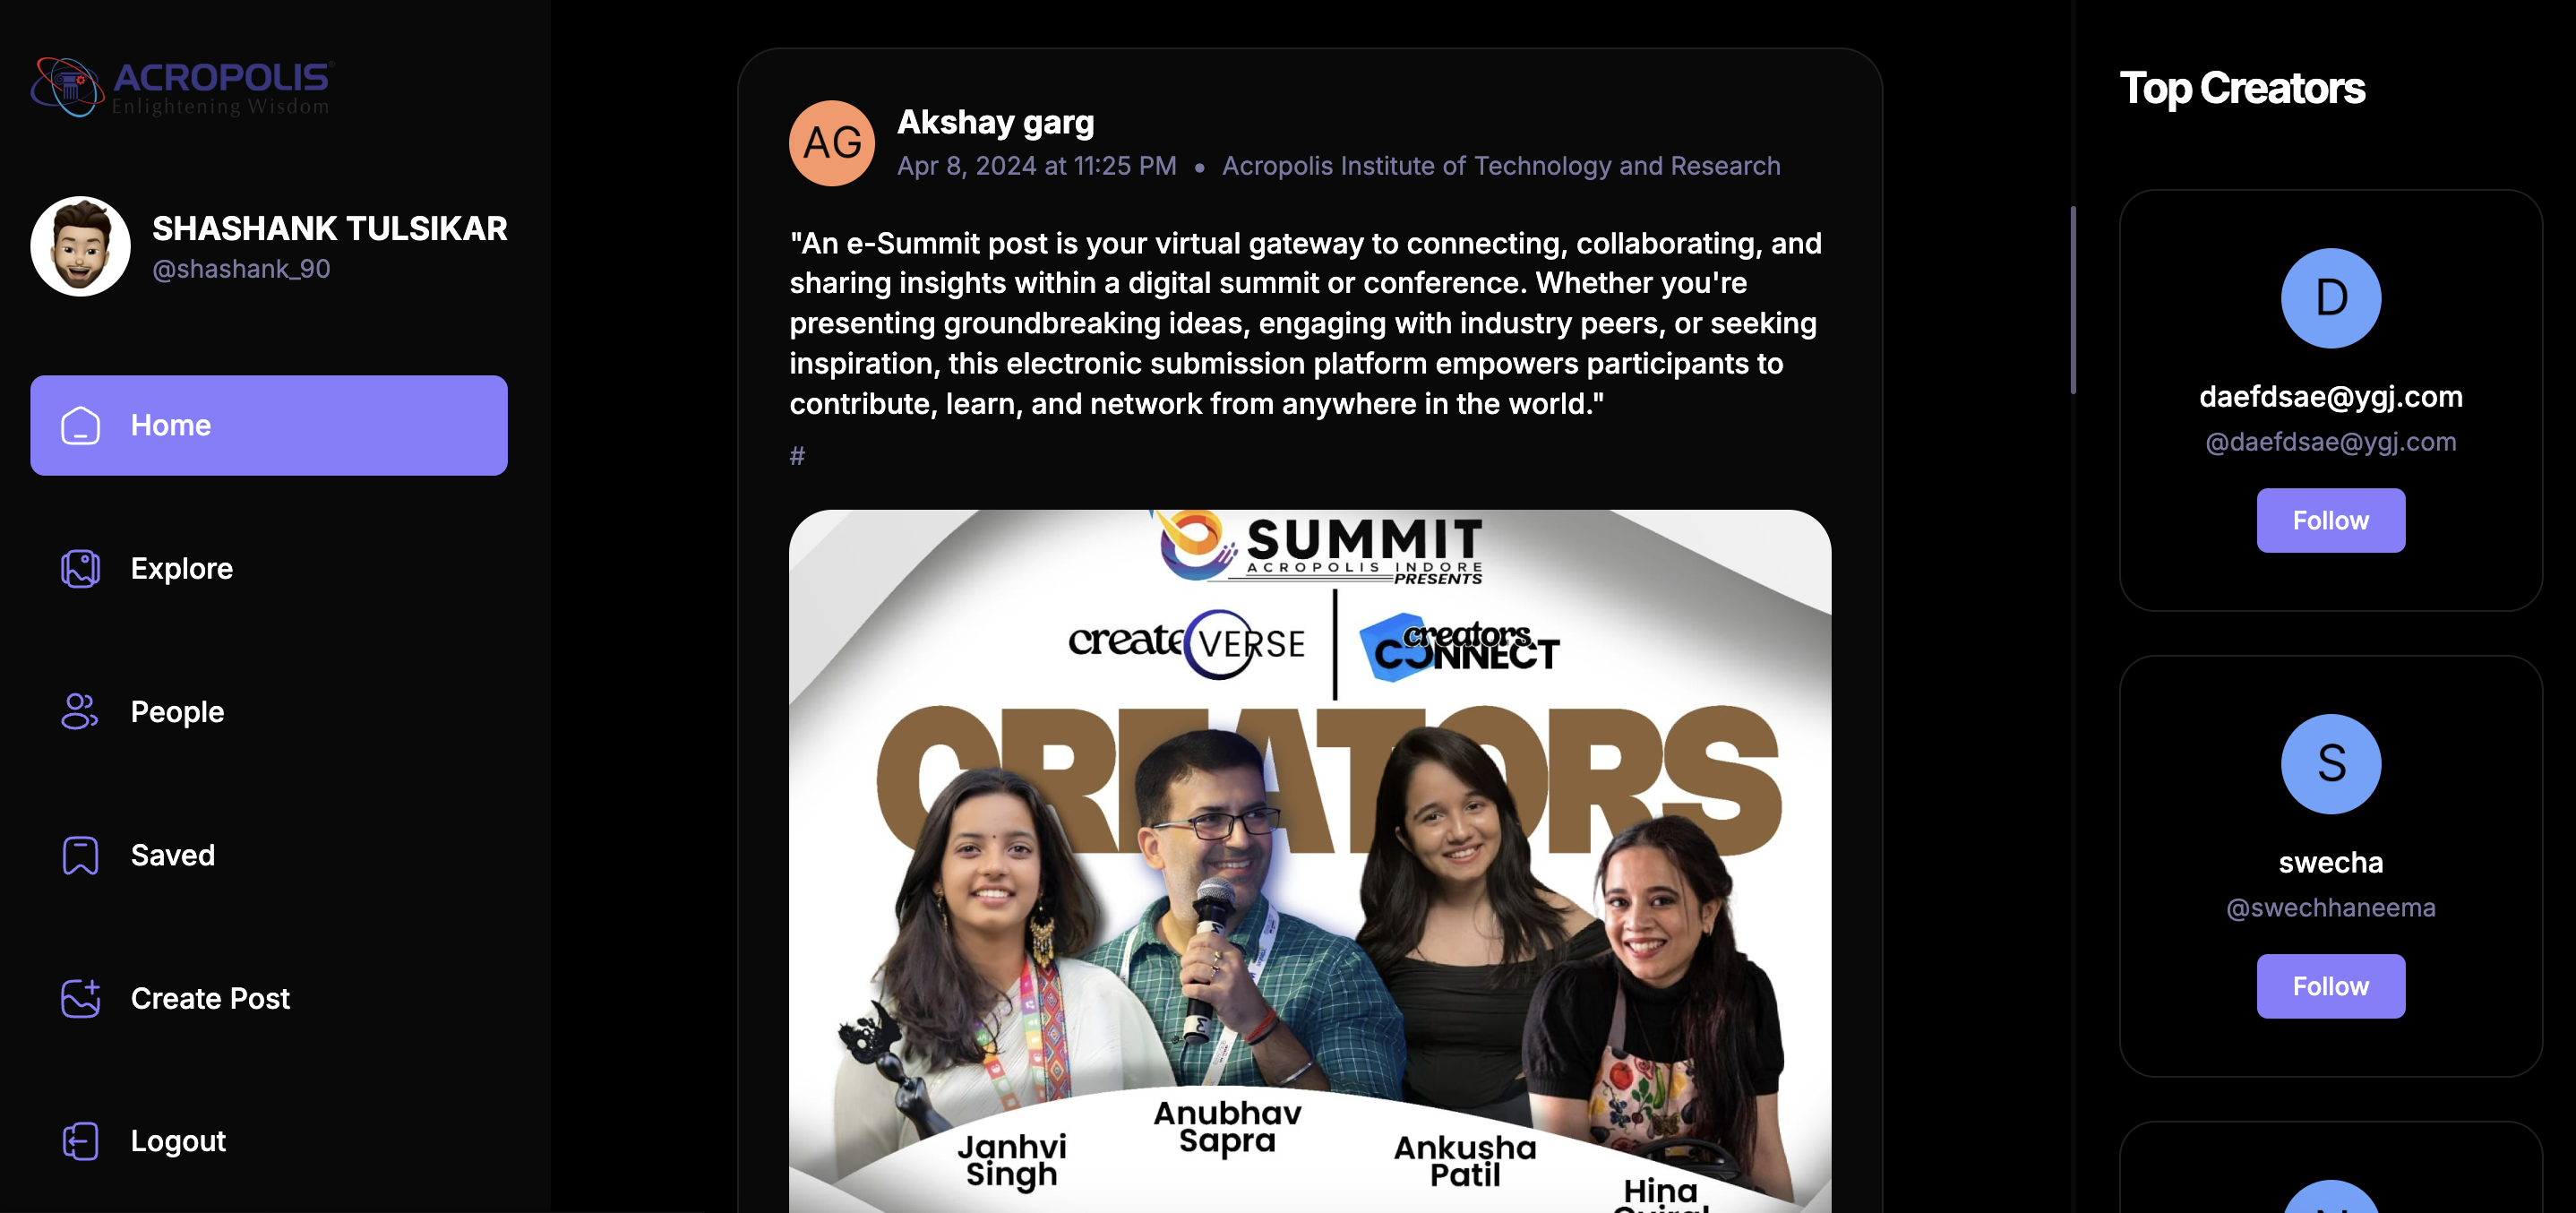 ACROPOLIS
Enlightening Wisdom
SHASHANK TULSIKAR
@shashank_90
Home
Explore
People
Saved
Create Post
Logout
AG
Akshay garg
Apr 8, 2024 at 11:25 PM • Acropolis Institute of Technology and Research
"An e-Summit post is your virtual gateway to connecting, collaborating, and
sharing insights within a digital summit or conference. Whether you're
presenting groundbreaking ideas, engaging with industry peers, or seeking
inspiration, this electronic submission platform empowers participants to
contribute, learn, and network from anywhere in the world."
#
SUMMIT
ACROPOLIS INDORE
PRESENTS
create VERSE
creators
CONNECT
CREATORS
Janhvi
Singh
Anubhav
Sapra
Ankusha
Patil
Hina
Top Creators
D
daefdsae@ygj.com
@daefdsae@ygj.com
Follow
S
swecha
@swechhaneema
Follow